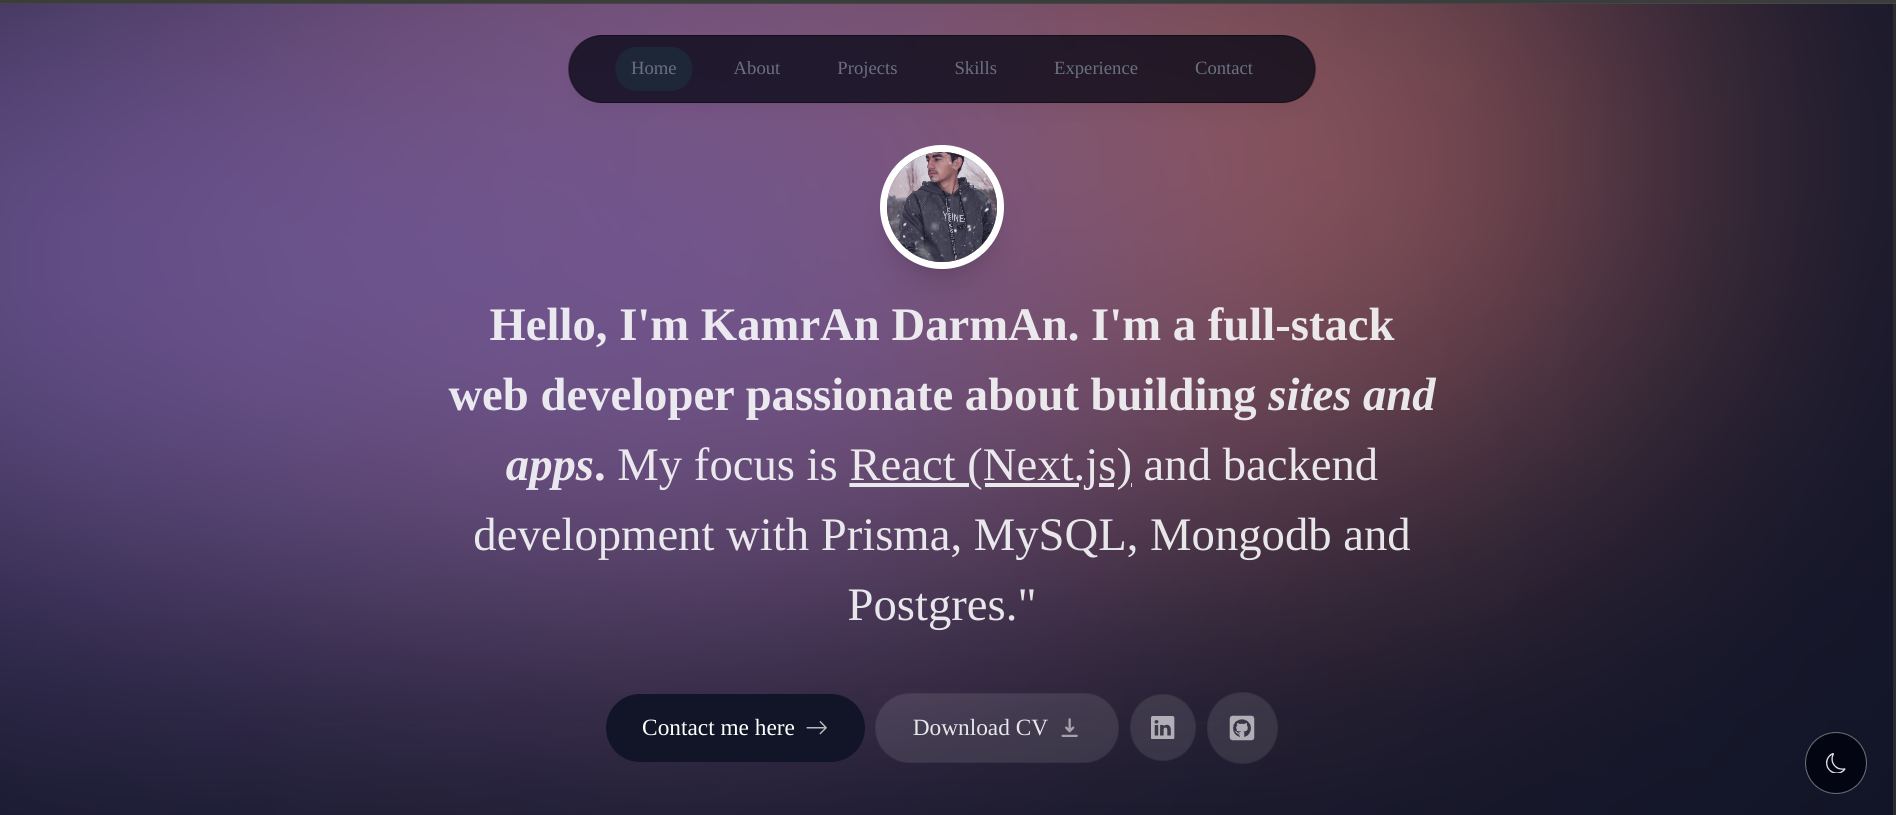 Home About Projects Skills Experience Contact
Hello, I'm KamrAn DarmAn. I'm a full-stack
web developer passionate about building sites and
apps. My focus is React (Next.js) and backend
development with Prisma, MySQL, Mongodb and
Postgres."
Contact me here Download CV in